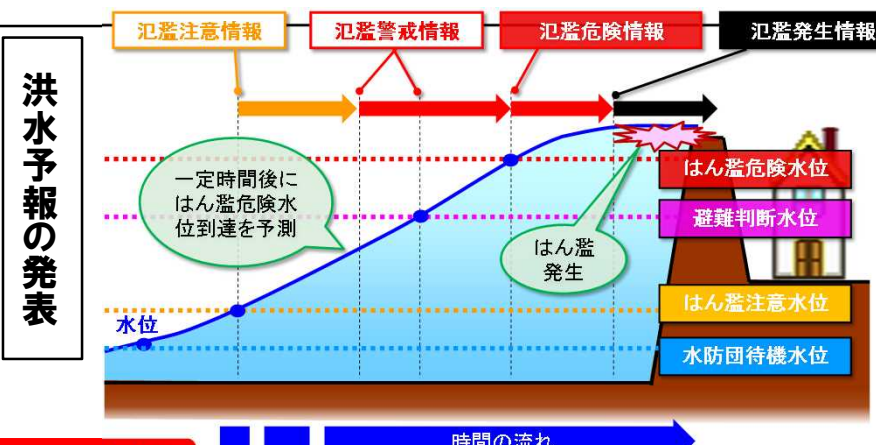 洪水予報の発表
氾濫注意情報
氾濫警戒情報
氾濫危険情報
氾濫発生情報
一定時間後に
はん濫危険水
位到達を予測
はん濫
発生
はん濫危険水位
避難判断水位
はん濫注意水位
水防団待機水位
水位
時間の流れ